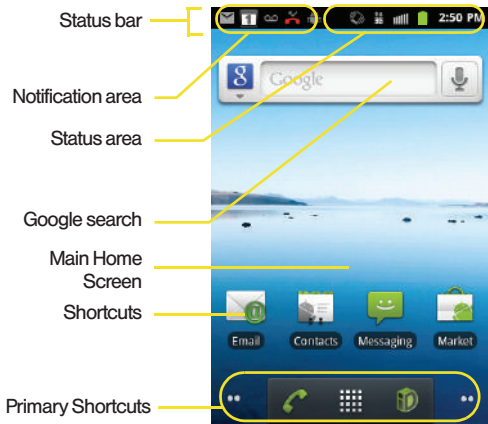 Status bar
2:50 PM
Notification area
8 Google
Status area
Google search
Main Home
Screen
Shortcuts
Email Contacts Messaging Market
Primary Shortcuts